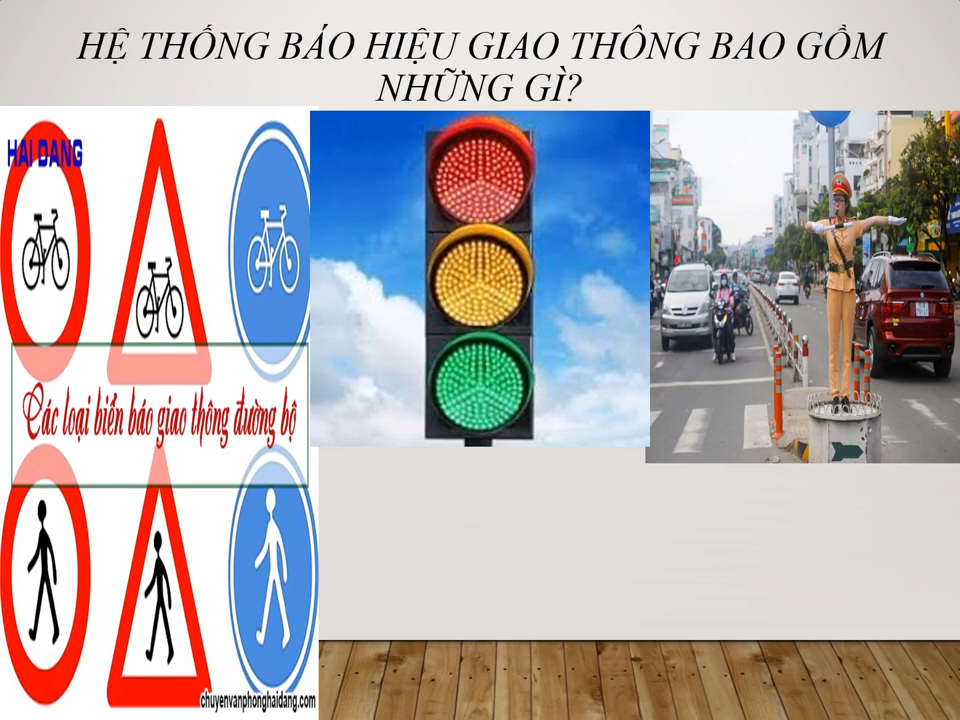 HỆ THỐNG BÁO HIỆU GIAO THÔNG BAO GỒM
NHỮNG GÌ?
HAI DANG
Các loại biển báo giao thông đường bộ
chuyenvanphonghaidang.com